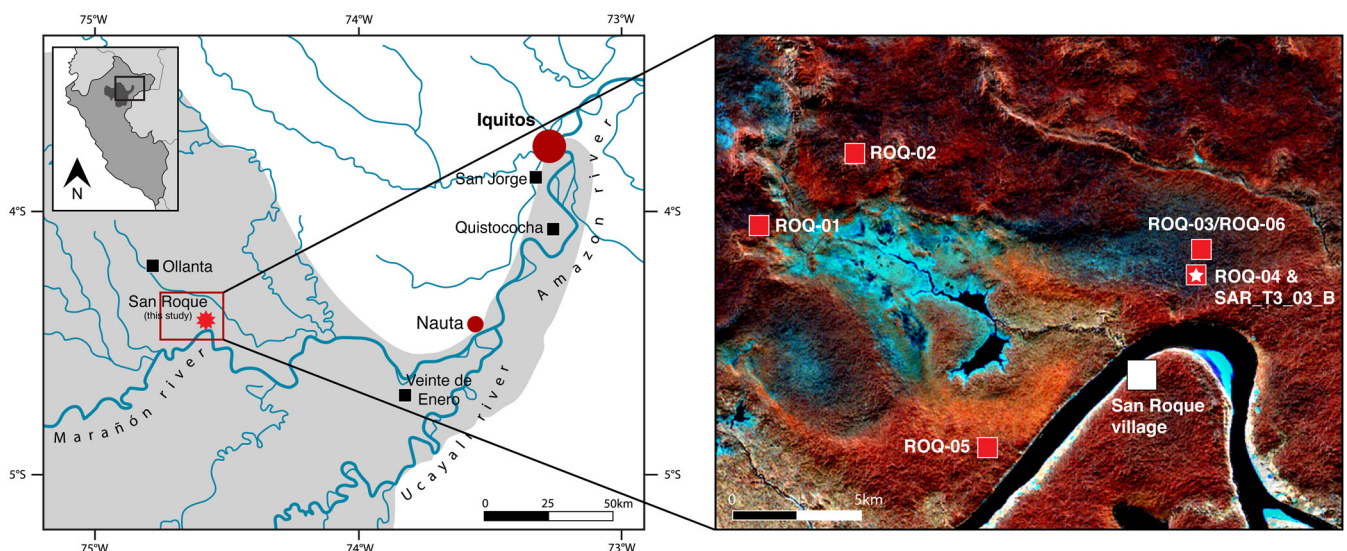 75°W
74°W
73°W
N
Iquitos
San Jorge
Quistococha
4°S
4°S
Ollanta
San Roque
(this study)
Nauta
Veinte de
Enero
Marañón river
Ucayali river
Amazon river
5°S
5°S
0 25 50km
ROQ-02
ROQ-01
ROQ-03/ROQ-06
ROQ-04 &
SAR_T3_03_B
San Roque
village
ROQ-05
0 5km
75°W
74°W
73°W